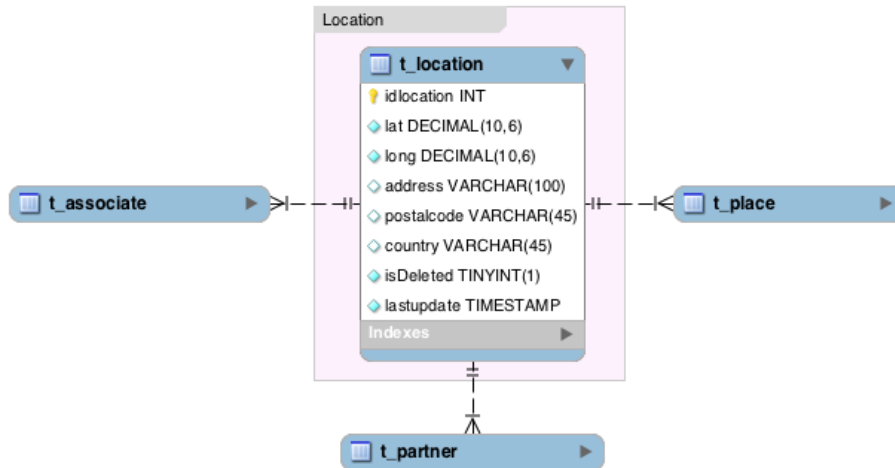 Location
t_location
idlocation INT
lat DECIMAL(10,6)
long DECIMAL(10,6)
address VARCHAR(100)
t_associate
t_place
postalcode VARCHAR(45)
country VARCHAR(45)
isDeleted TINYINT(1)
lastupdate TIMESTAMP
Indexes
t_partner